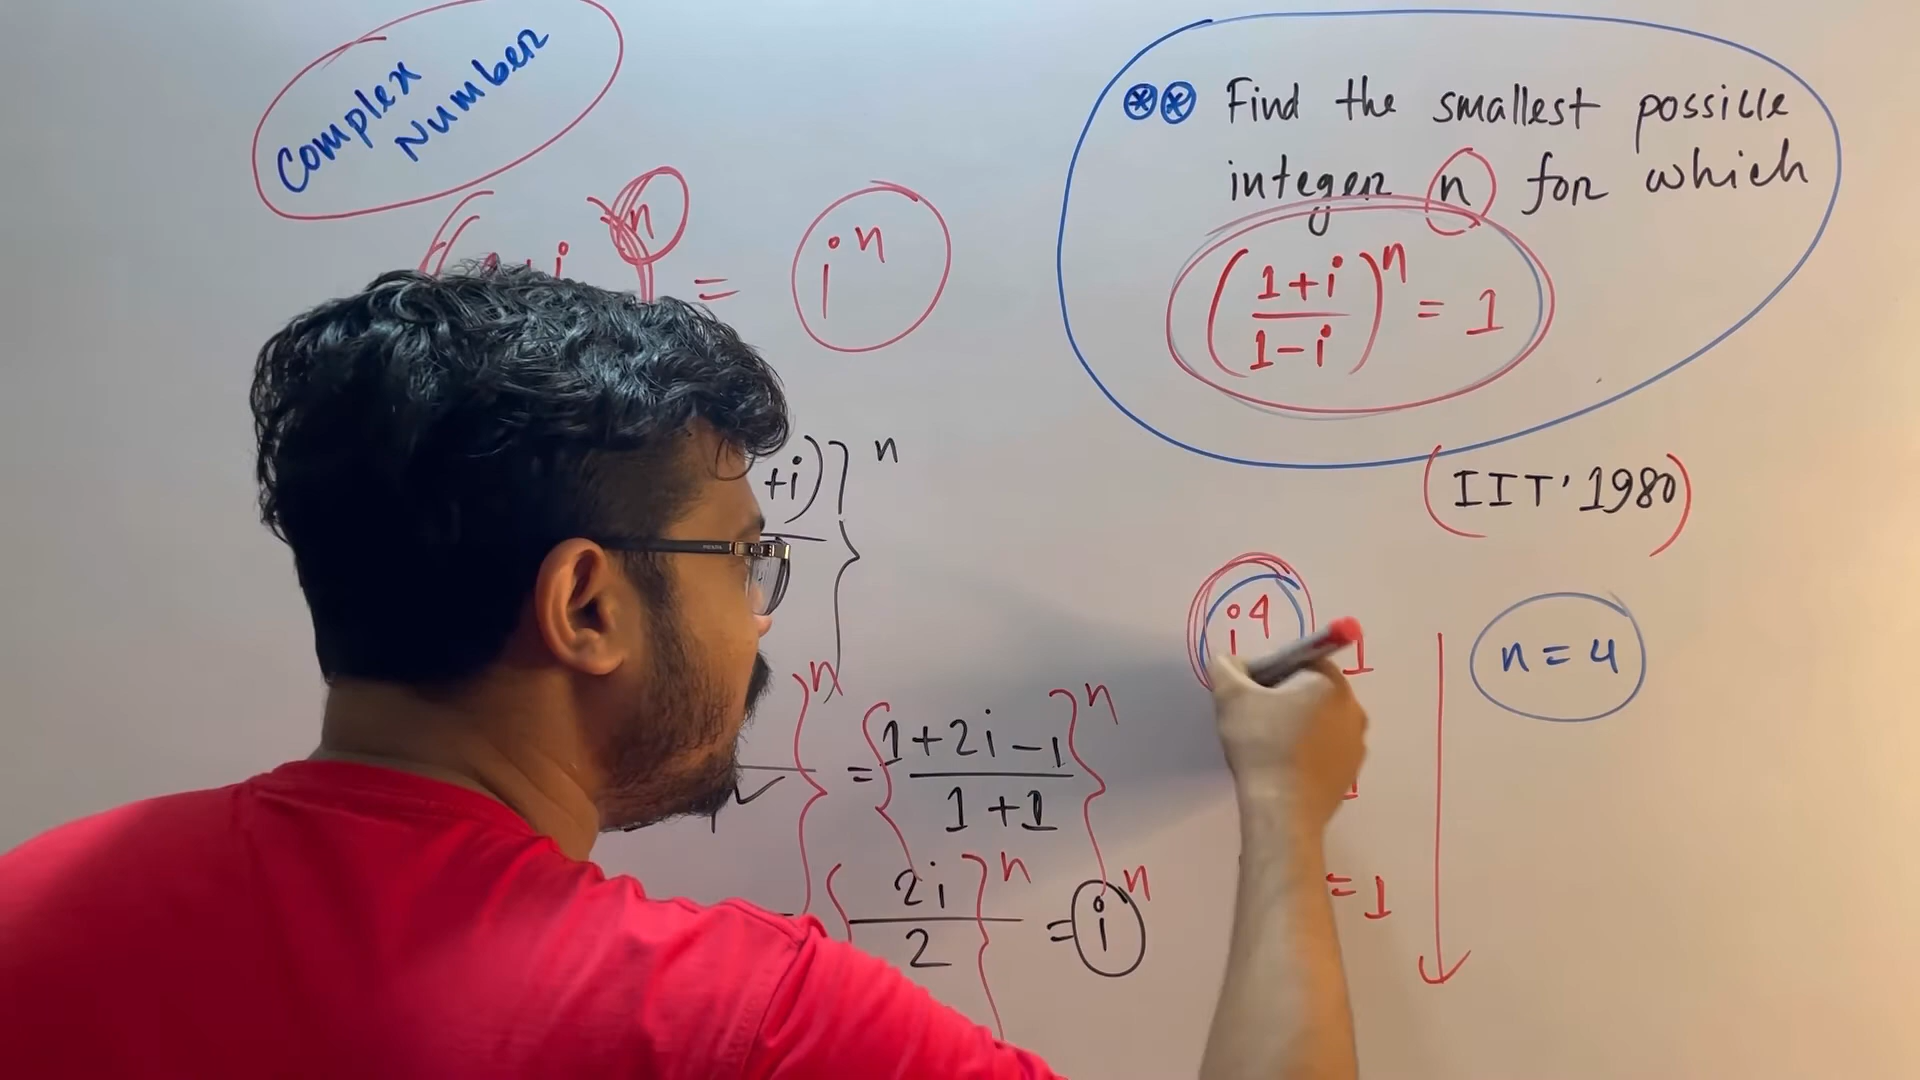 Complex
Number
⊛⊛ Find the smallest possible
integer n for which
((1+i)/(1-i))^n = 1
(IIT'1980)
+i n = i^n
+i)}^n
}^n = {(1+2i-1)/(1+1)}^n
{2i/2}^n = i^n
i^4 1
= 1
n = 4